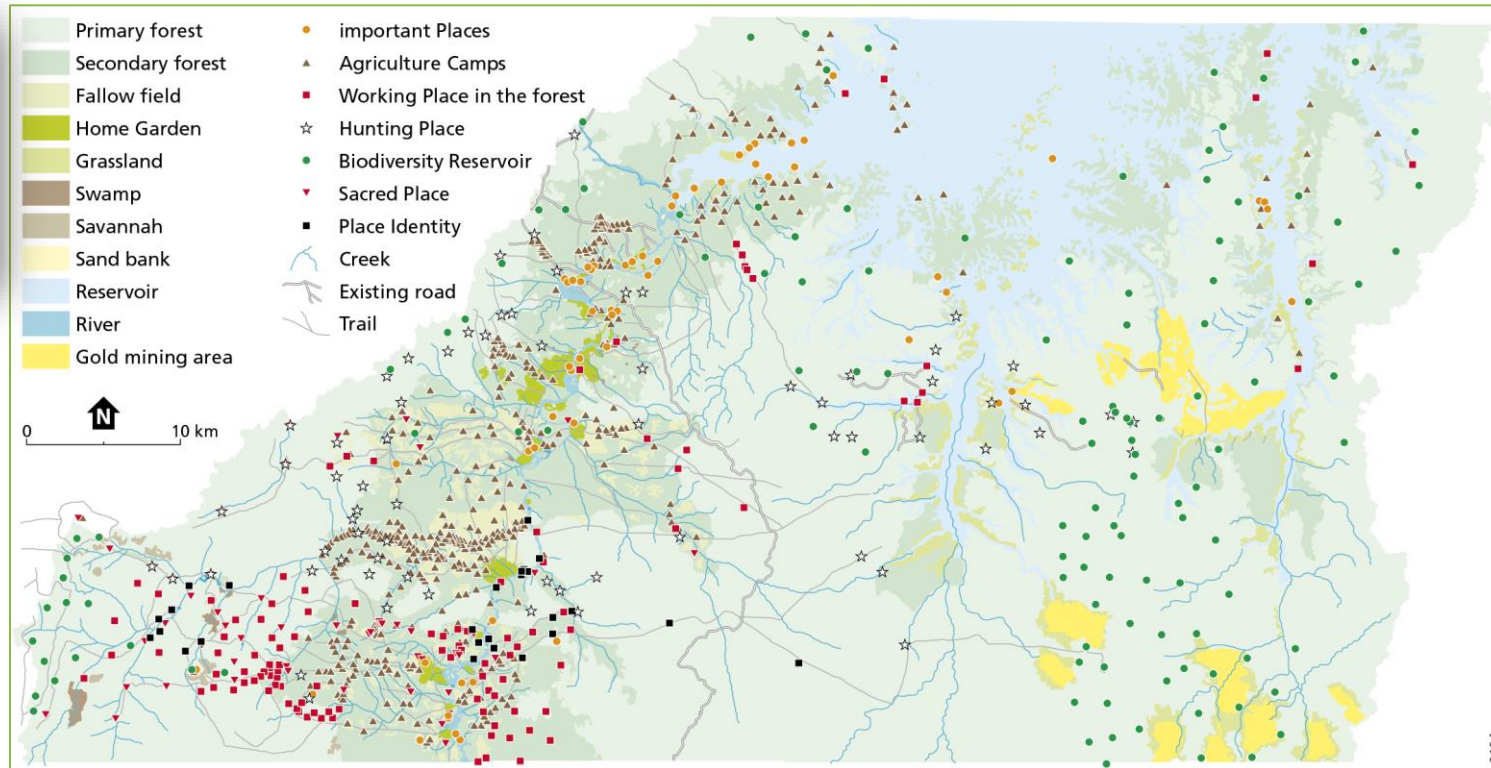 Primary forest
Secondary forest
Fallow field
Home Garden
Grassland
Swamp
Savannah
Sand bank
Reservoir
River
Gold mining area
important Places
Agriculture Camps
Working Place in the forest
Hunting Place
Biodiversity Reservoir
Sacred Place
Place Identity
Creek
Existing road
Trail
N
0 10 km